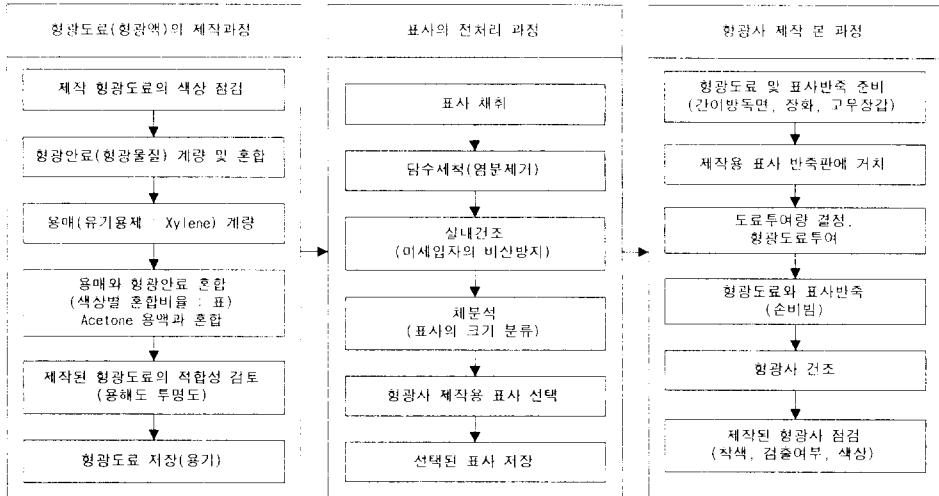 형광도료(형광액)의 제작과정
제작 형광도료의 색상 점검
형광안료(형광물질) 계량 및 혼합
용매(유기용제 : Xylene) 계량
용매와 형광안료 혼합
(색상별 혼합비율 : 표)
Acetone 용액과 혼합
제작된 형광도료의 적합성 검토
(용해도 투명도)
형광도료 저장(용기)
표사의 전처리 과정
표사 채취
담수세척(염분제거)
실내건조
(미세입자의 비산방지)
체분석
(표사의 크기 분류)
형광사 제작용 표사 선택
선택된 표사 저장
형광사 제작 본 과정
형광도료 및 표사반죽 준비
(간이방독면, 장화, 고무장갑)
제작용 표사 반죽판에 거치
도료투여량 결정,
형광도료투여
형광도료와 표사반죽
(손비빔)
형광사 건조
제작된 형광사 점검
(착색, 검출여부, 색상)